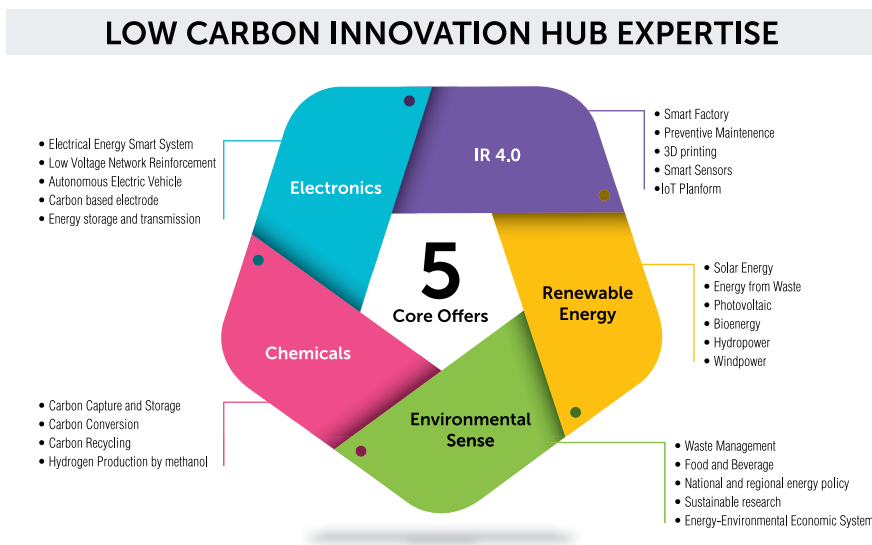 LOW CARBON INNOVATION HUB EXPERTISE
• Electrical Energy Smart System
• Low Voltage Network Reinforcement
• Autonomous Electric Vehicle
• Carbon based electrode
• Energy storage and transmission
Electronics
IR 4.0
• Smart Factory
• Preventive Maintenence
• 3D printing
• Smart Sensors
•IoT Planform
5
Core Offers
Renewable
Energy
• Solar Energy
• Energy from Waste
• Photovoltaic
• Bioenergy
• Hydropower
• Windpower
Chemicals
• Carbon Capture and Storage
• Carbon Conversion
• Carbon Recycling
• Hydrogen Production by methanol
Environmental
Sense
• Waste Management
• Food and Beverage
• National and regional energy policy
• Sustainable research
• Energy-Environmental Economic System